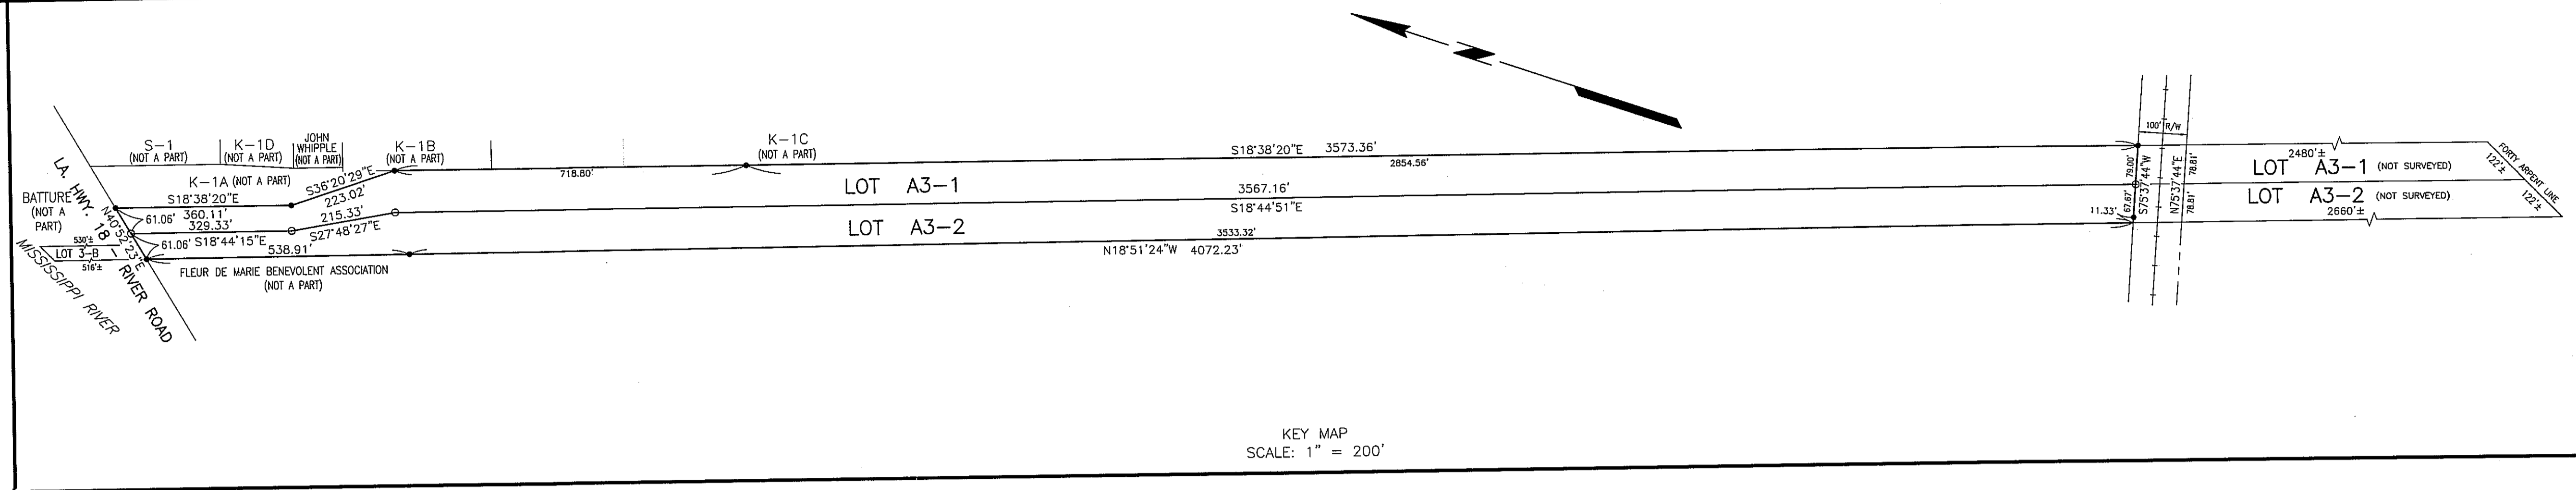 S-1
(NOT A PART)
K-1D
(NOT A PART)
JOHN
WHIPPLE
(NOT A PART)
K-1B
(NOT A PART)
K-1C
(NOT A PART)
K-1A (NOT A PART)
S36°20'29"E
223.02'
718.80'
S18°38'20"E 3573.36'
2854.56'
LOT A3-1
3567.16'
S18°44'51"E
LOT A3-2
3533.32'
N18°51'24"W 4072.23'
LA. HWY. 18 - RIVER ROAD
N40°52'23"E
BATTURE
(NOT A
PART)
S18°38'20"E
61.06' 360.11'
329.33'
61.06' S18°44'15"E
215.33'
S27°48'27"E
538.91'
530'±
LOT 3-B
516'±
MISSISSIPPI RIVER
FLEUR DE MARIE BENEVOLENT ASSOCIATION
(NOT A PART)
100' R/W
79.00'
S75°37'44"W
67.67'
11.33'
N75°37'44"E
78.81'
78.81'
2480'±
LOT A3-1 (NOT SURVEYED)
LOT A3-2 (NOT SURVEYED)
2660'±
FORTY ARPENT LINE
122'±
122'±
KEY MAP
SCALE: 1" = 200'